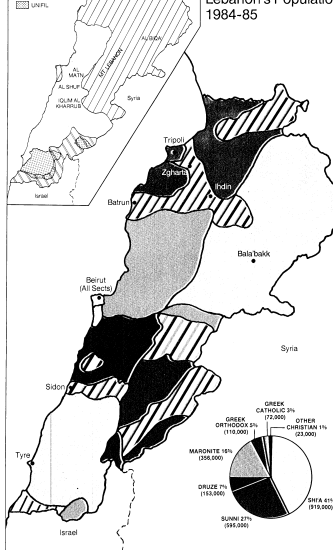 Lebanon's Populatio
1984-85
UNIFIL
AL BIQA
MT. LEBANON
AL
MATN
AL SHUF
IQLIM AL
KHARRUB
Syria
Israel
Tripoli
Zgharta
Ihdin
Batrun
Bala'bakk
Beirut
(All Sects)
Sidon
Syria
Tyre
Israel
GREEK
CATHOLIC 3%
(72,000)
GREEK
ORTHODOX 5%
(110,000)
OTHER
CHRISTIAN 1%
(23,000)
MARONITE 16%
(356,000)
DRUZE 7%
(153,000)
SHI'A 41%
(919,000)
SUNNI 27%
(595,000)